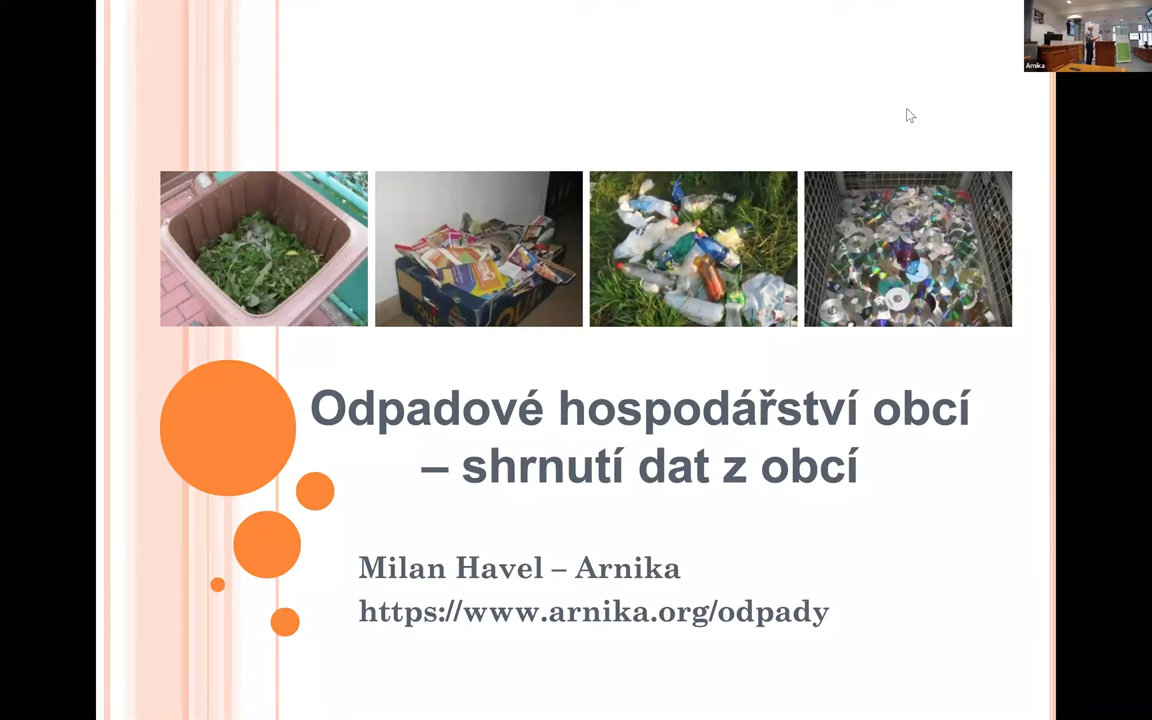 Arnika
Odpadové hospodářství obcí
– shrnutí dat z obcí
Milan Havel – Arnika
https://www.arnika.org/odpady